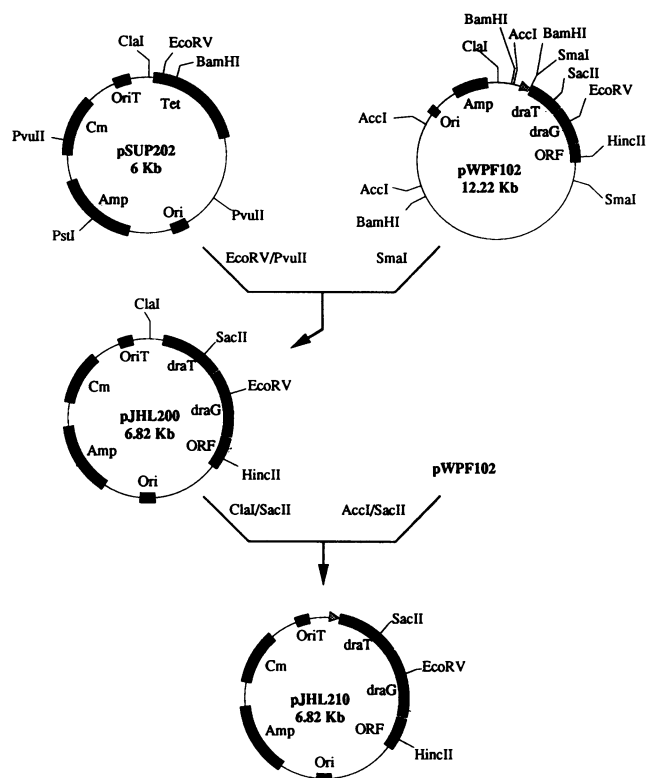 EcoRV
ClaI
BamHI
OriT
Tet
Cm
PvuII
pSUP202
6 Kb
Amp
PvuII
Ori
PstI
BamHI
AccI
BamHI
ClaI
SmaI
SacII
Amp
EcoRV
draT
AccI
Ori
draG
HincII
ORF
pWPF102
12.22 Kb
AccI
SmaI
BamHI
EcoRV/PvuII
SmaI
ClaI
SacII
OriT
draT
Cm
EcoRV
pJHL200
6.82 Kb
draG
ORF
Amp
HincII
Ori
pWPF102
ClaI/SacII
AccI/SacII
SacII
OriT
draT
Cm
EcoRV
pJHL210
6.82 Kb
draG
ORF
Amp
HincII
Ori